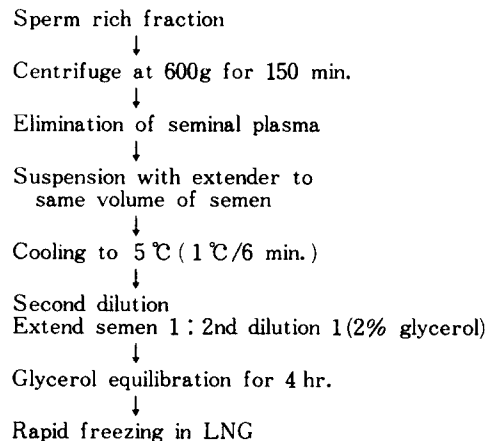 Sperm rich fraction
↓
Centrifuge at 600g for 150 min.
↓
Elimination of seminal plasma
↓
Suspension with extender to
same volume of semen
↓
Cooling to 5℃ (1℃/6 min.)
↓
Second dilution
Extend semen 1 : 2nd dilution 1(2% glycerol)
↓
Glycerol equilibration for 4 hr.
↓
Rapid freezing in LNG